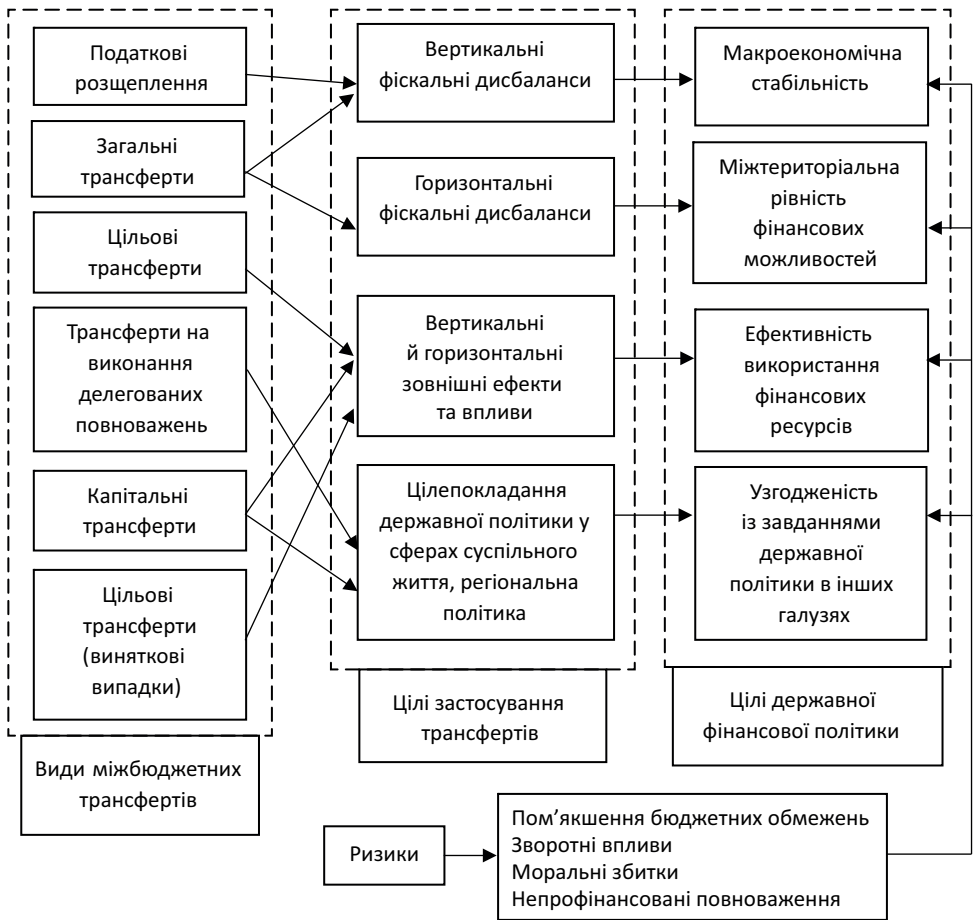 Податкові
розщеплення
Загальні
трансферти
Цільові
трансферти
Трансферти на
виконання
делегованих
повноважень
Капітальні
трансферти
Цільові
трансферти
(виняткові
випадки)
Види міжбюджетних
трансфертів
Вертикальні
фіскальні дисбаланси
Горизонтальні
фіскальні дисбаланси
Вертикальні
й горизонтальні
зовнішні ефекти
та впливи
Цілепокладання
державної політики у
сферах суспільного
життя, регіональна
політика
Цілі застосування
трансфертів
Макроекономічна
стабільність
Міжтериторіальна
рівність
фінансових
можливостей
Ефективність
використання
фінансових
ресурсів
Узгодженість
із завданнями
державної
політики в інших
галузях
Цілі державної
фінансової політики
Ризики
Пом’якшення бюджетних обмежень
Зворотні впливи
Моральні збитки
Непрофінансовані повноваження